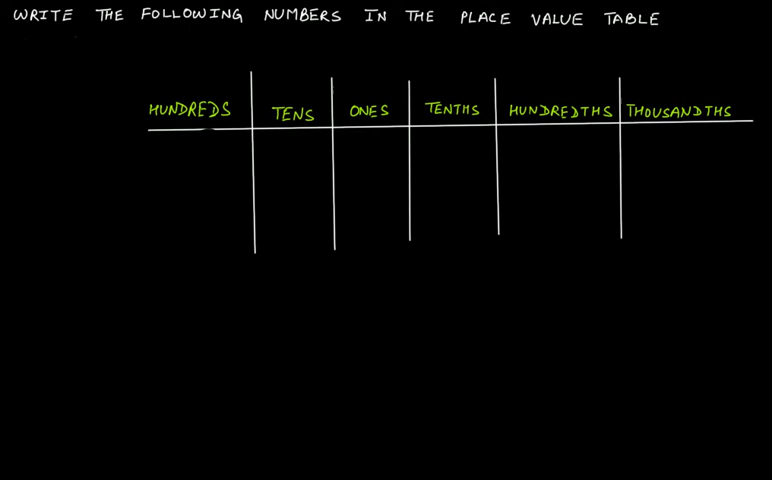 WRITE THE FOLLOWING NUMBERS IN THE PLACE VALUE TABLE
HUNDREDS TENS ONES TENTHS HUNDREDTHS THOUSANDTHS